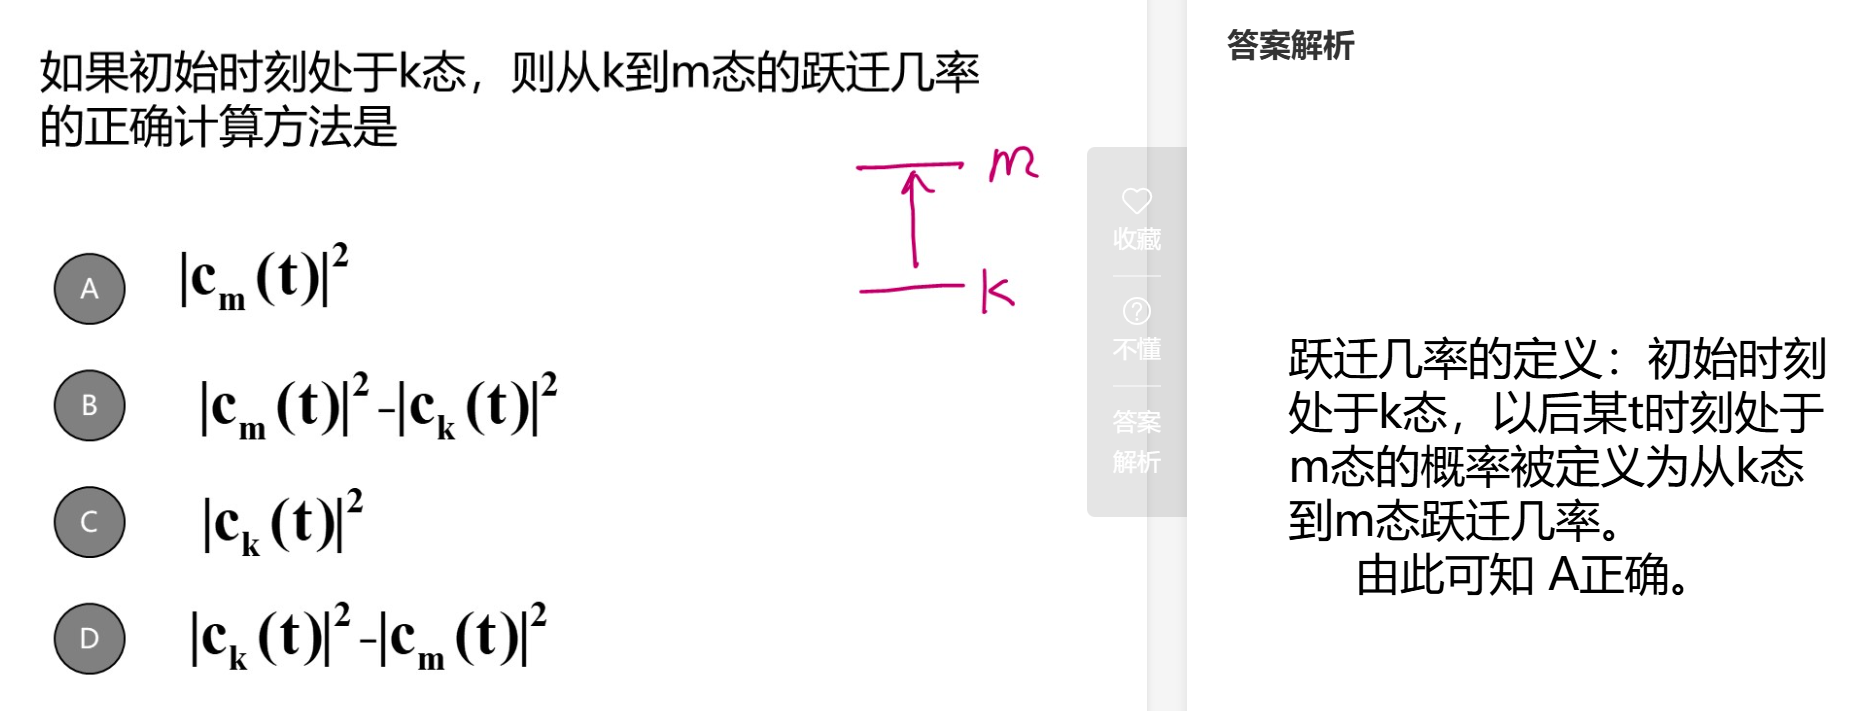 如果初始时刻处于k态，则从k到m态的跃迁几率
的正确计算方法是
m
k
A |c_m(t)|²
B |c_m(t)|²-|c_k(t)|²
C |c_k(t)|²
D |c_k(t)|²-|c_m(t)|²
收藏
?
不懂
答案
解析
答案解析
跃迁几率的定义：初始时刻
处于k态，以后某t时刻处于
m态的概率被定义为从k态
到m态跃迁几率。
由此可知 A正确。